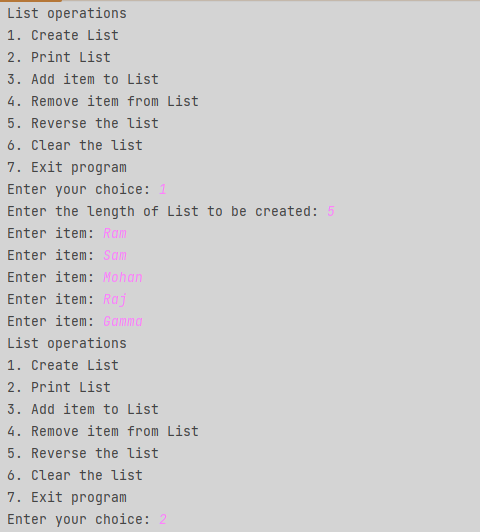 List operations
1. Create List
2. Print List
3. Add item to List
4. Remove item from List
5. Reverse the list
6. Clear the list
7. Exit program
Enter your choice: 1
Enter the length of List to be created: 5
Enter item: Ram
Enter item: Sam
Enter item: Mohan
Enter item: Raj
Enter item: Gamma
List operations
1. Create List
2. Print List
3. Add item to List
4. Remove item from List
5. Reverse the list
6. Clear the list
7. Exit program
Enter your choice: 2